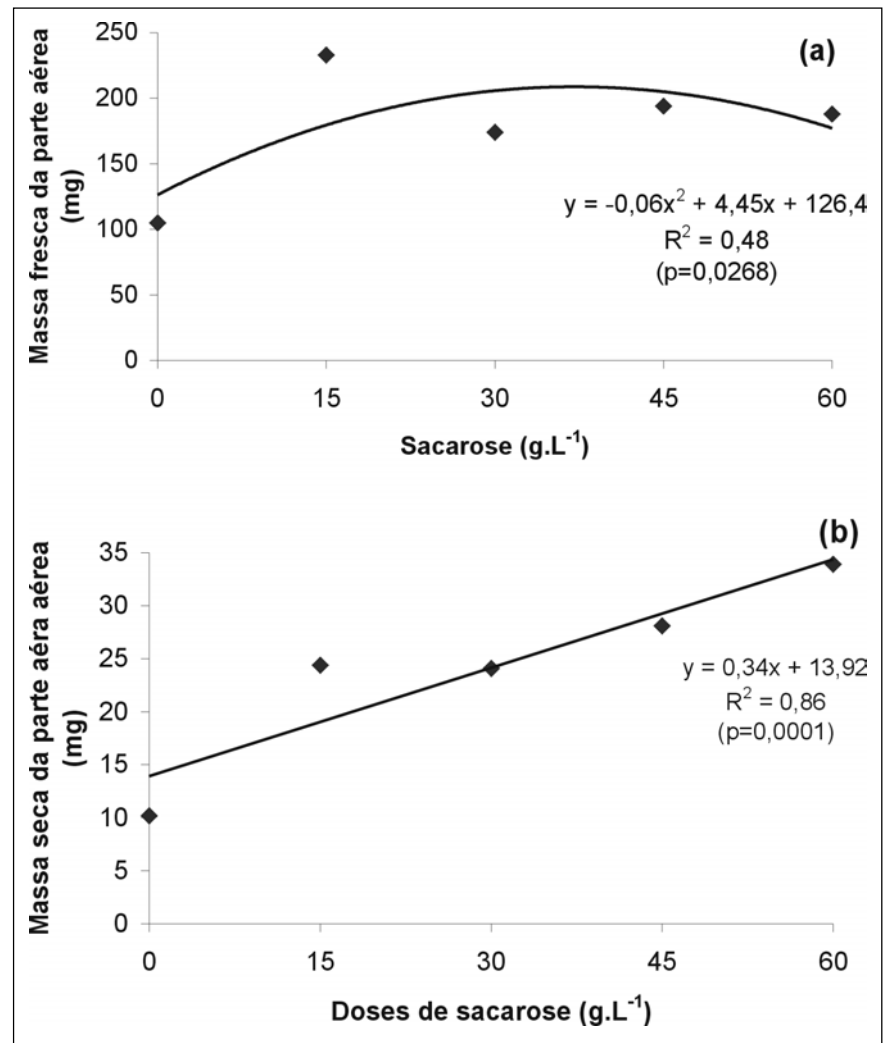 (a)
Massa fresca da parte aérea
(mg)
250
200
150
100
50
0
y = -0,06x² + 4,45x + 126,4
R² = 0,48
(p=0,0268)
0 15 30 45 60
Sacarose (g.L⁻¹)
(b)
Massa seca da parte aéra aérea
(mg)
35
30
25
20
15
10
5
0
y = 0,34x + 13,92
R² = 0,86
(p=0,0001)
0 15 30 45 60
Doses de sacarose (g.L⁻¹)